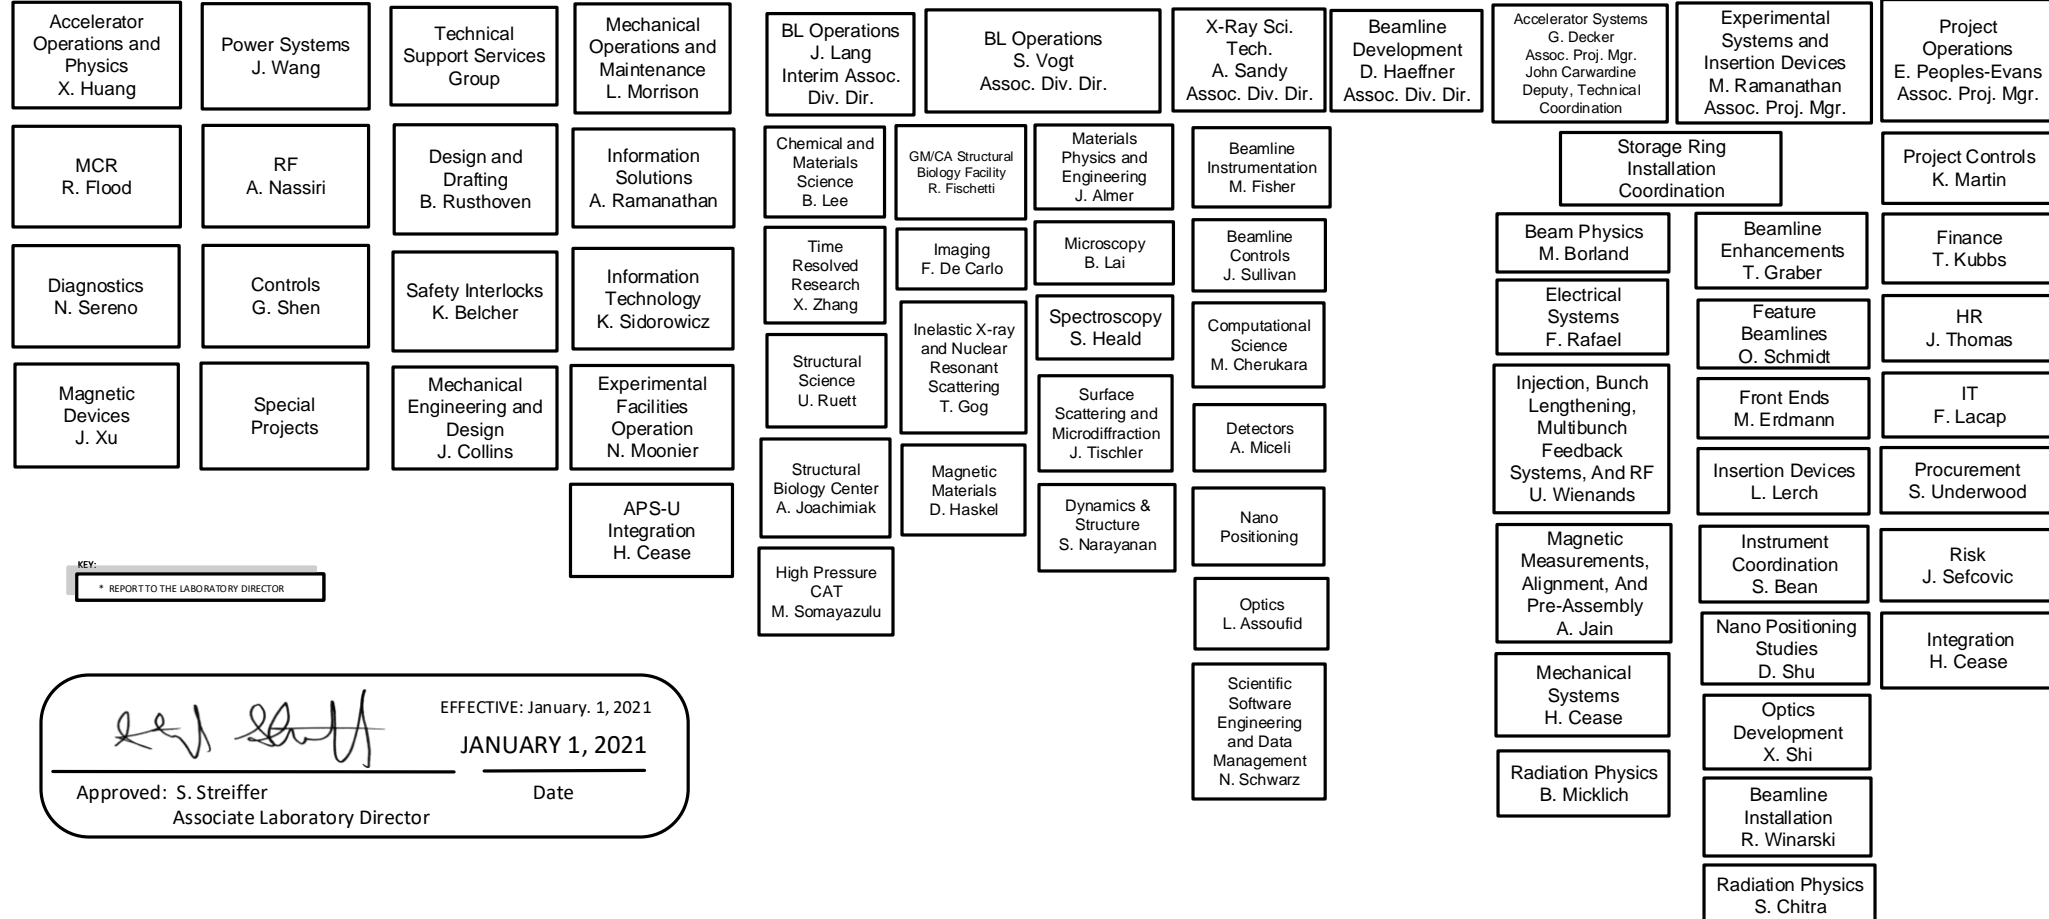 Accelerator
Operations and
Physics
X. Huang
Power Systems
J. Wang
Technical
Support Services
Group
Mechanical
Operations and
Maintenance
L. Morrison
BL Operations
J. Lang
Interim Assoc.
Div. Dir.
BL Operations
S. Vogt
Assoc. Div. Dir.
X-Ray Sci.
Tech.
A. Sandy
Assoc. Div. Dir.
Beamline
Development
D. Haeffner
Assoc. Div. Dir.
Accelerator Systems
G. Decker
Assoc. Proj. Mgr.
John Carwardine
Deputy, Technical
Coordination
Experimental
Systems and
Insertion Devices
M. Ramanathan
Assoc. Proj. Mgr.
Project
Operations
E. Peoples-Evans
Assoc. Proj. Mgr.
MCR
R. Flood
RF
A. Nassiri
Design and
Drafting
B. Rusthoven
Information
Solutions
A. Ramanathan
Diagnostics
N. Sereno
Controls
G. Shen
Safety Interlocks
K. Belcher
Information
Technology
K. Sidorowicz
Magnetic
Devices
J. Xu
Special
Projects
Mechanical
Engineering and
Design
J. Collins
Experimental
Facilities
Operation
N. Moonier
APS-U
Integration
H. Cease
Chemical and
Materials
Science
B. Lee
Time
Resolved
Research
X. Zhang
Structural
Science
U. Ruett
Structural
Biology Center
A. Joachimiak
High Pressure
CAT
M. Somayazulu
GM/CA Structural
Biology Facility
R. Fischetti
Imaging
F. De Carlo
Inelastic X-ray
and Nuclear
Resonant
Scattering
T. Gog
Magnetic
Materials
D. Haskel
Materials
Physics and
Engineering
J. Almer
Microscopy
B. Lai
Spectroscopy
S. Heald
Surface
Scattering and
Microdiffraction
J. Tischler
Dynamics &
Structure
S. Narayanan
Beamline
Instrumentation
M. Fisher
Beamline
Controls
J. Sullivan
Computational
Science
M. Cherukara
Detectors
A. Miceli
Nano
Positioning
Optics
L. Assoufid
Scientific
Software
Engineering
and Data
Management
N. Schwarz
Storage Ring
Installation
Coordination
Beam Physics
M. Borland
Electrical
Systems
F. Rafael
Injection, Bunch
Lengthening,
Multibunch
Feedback
Systems, And RF
U. Wienands
Magnetic
Measurements,
Alignment, And
Pre-Assembly
A. Jain
Mechanical
Systems
H. Cease
Radiation Physics
B. Micklich
Beamline
Enhancements
T. Graber
Feature
Beamlines
O. Schmidt
Front Ends
M. Erdmann
Insertion Devices
L. Lerch
Instrument
Coordination
S. Bean
Nano Positioning
Studies
D. Shu
Optics
Development
X. Shi
Beamline
Installation
R. Winarski
Radiation Physics
S. Chitra
Project Controls
K. Martin
Finance
T. Kubbs
HR
J. Thomas
IT
F. Lacap
Procurement
S. Underwood
Risk
J. Sefcovic
Integration
H. Cease
KEY:
* REPORT TO THE LABORATORY DIRECTOR
EFFECTIVE: January. 1, 2021
JANUARY 1, 2021
Approved: S. Streiffer
Date
Associate Laboratory Director